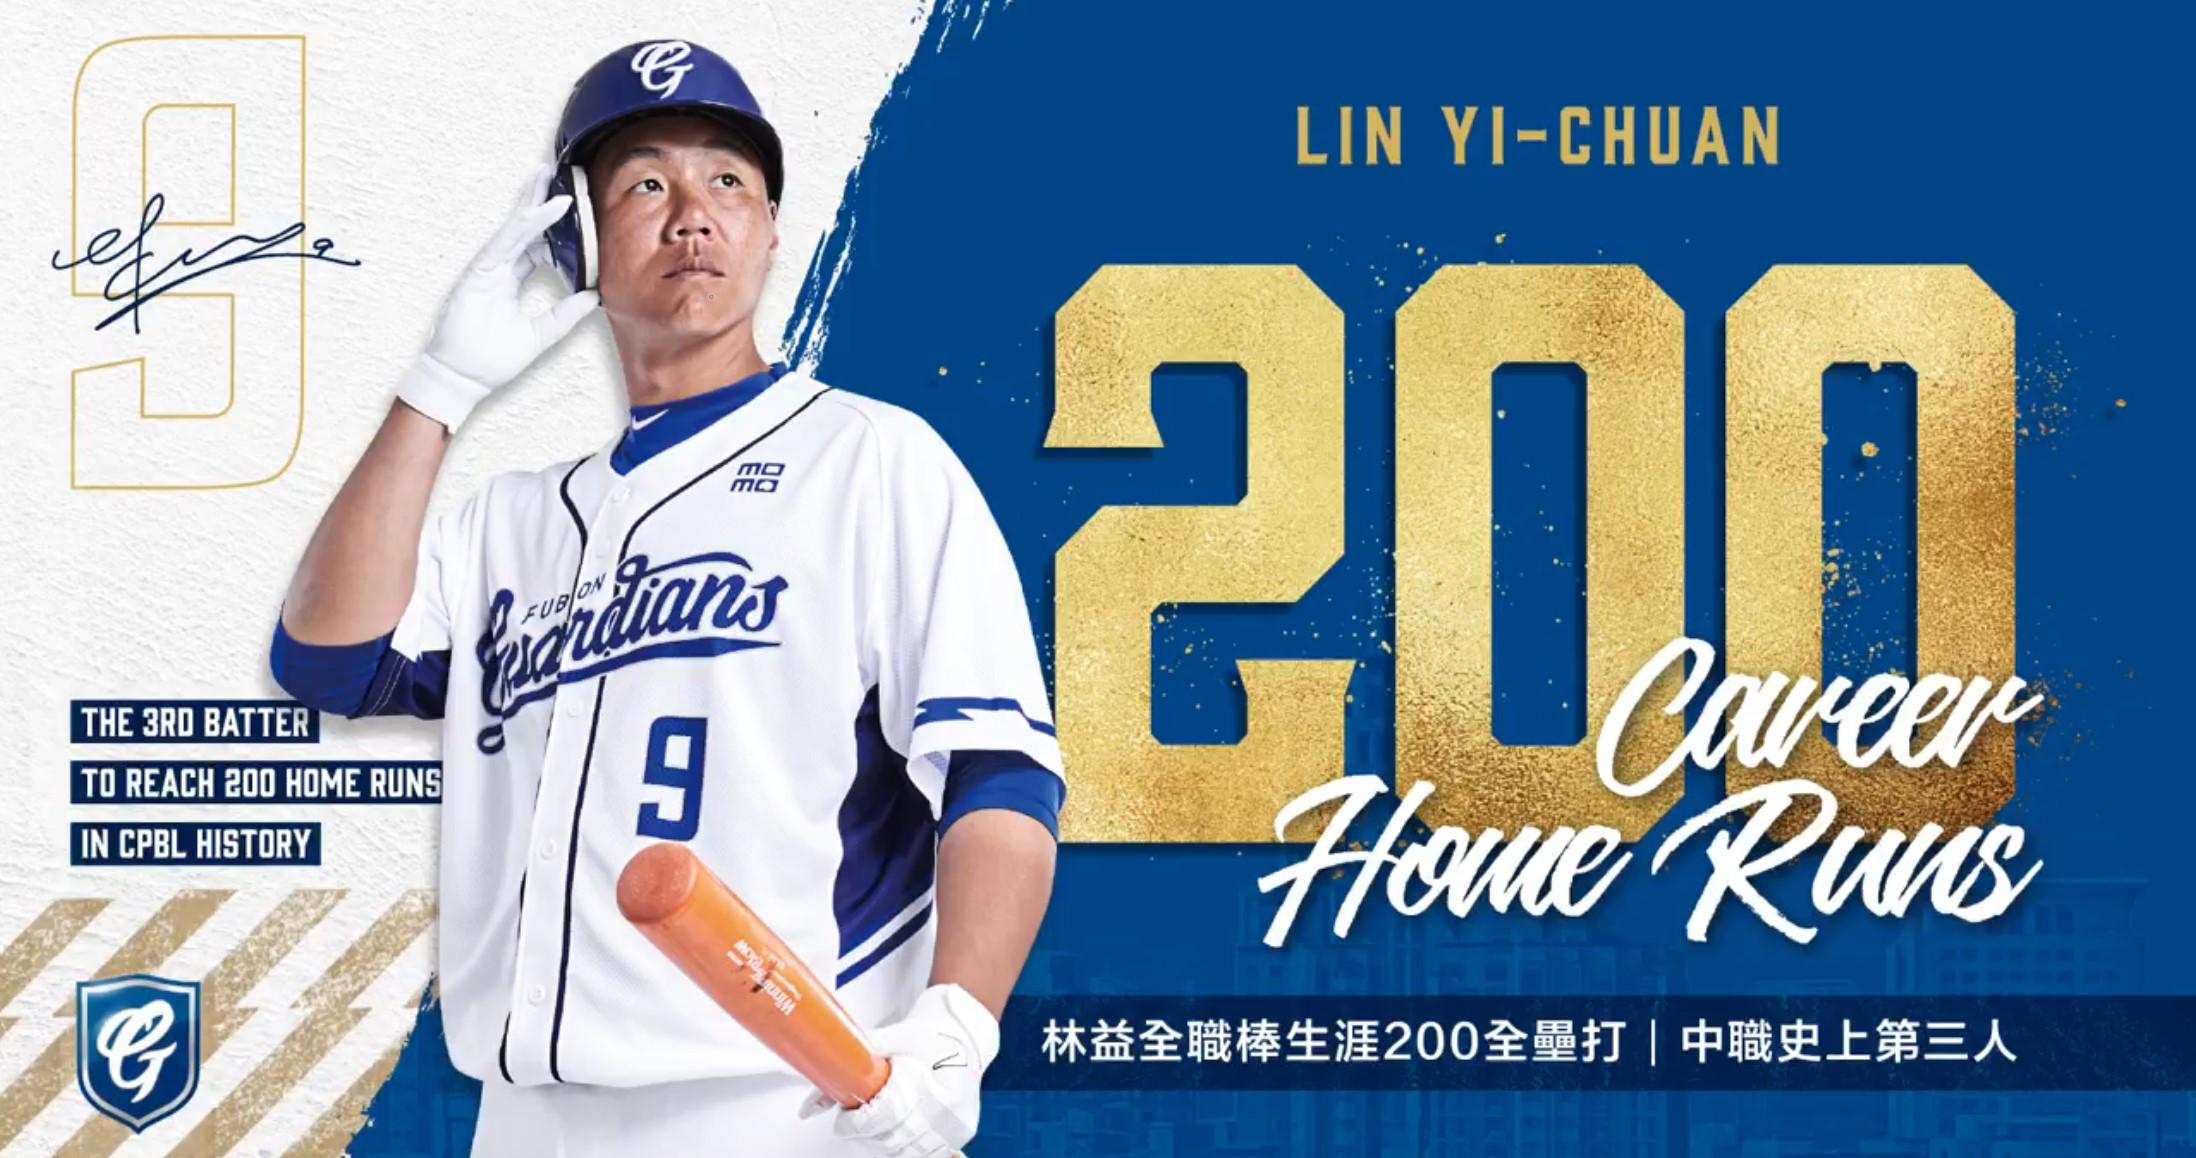 9
9
LIN YI-CHUAN
200
Career
Home Runs
MOMO
FUBON
Guardians
9
THE 3RD BATTER
TO REACH 200 HOME RUNS
IN CPBL HISTORY
G
林益全職棒生涯200全壘打｜中職史上第三人